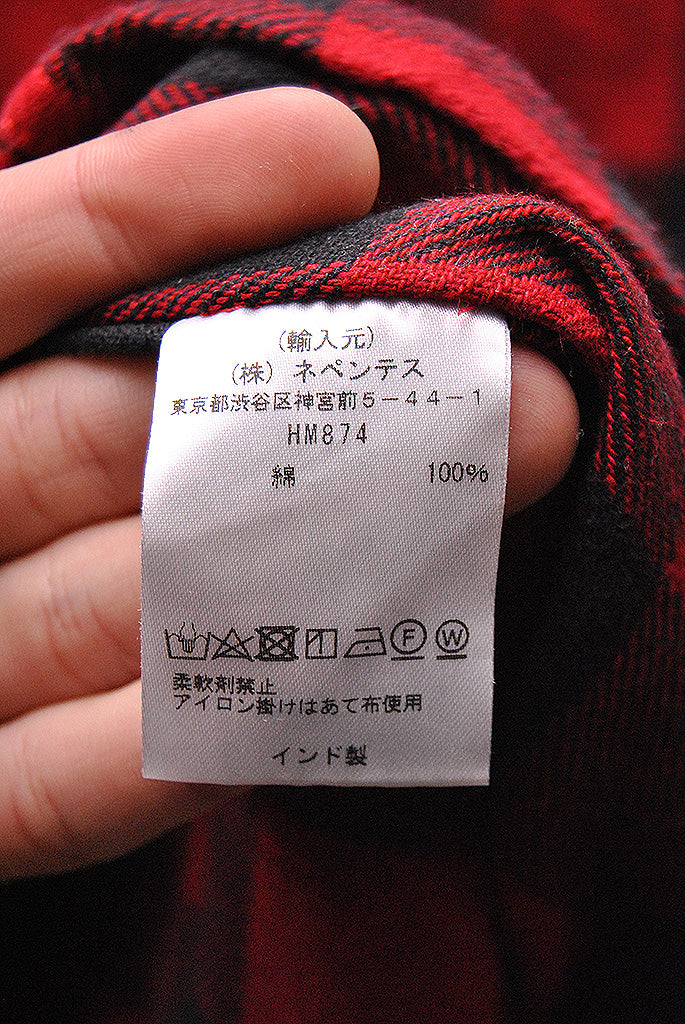 (輸入元)
(株) ネペンテス
東京都渋谷区神宮前5-44-1
HM874
綿 100%
F W
柔軟剤禁止
アイロン掛けはあて布使用
インド製